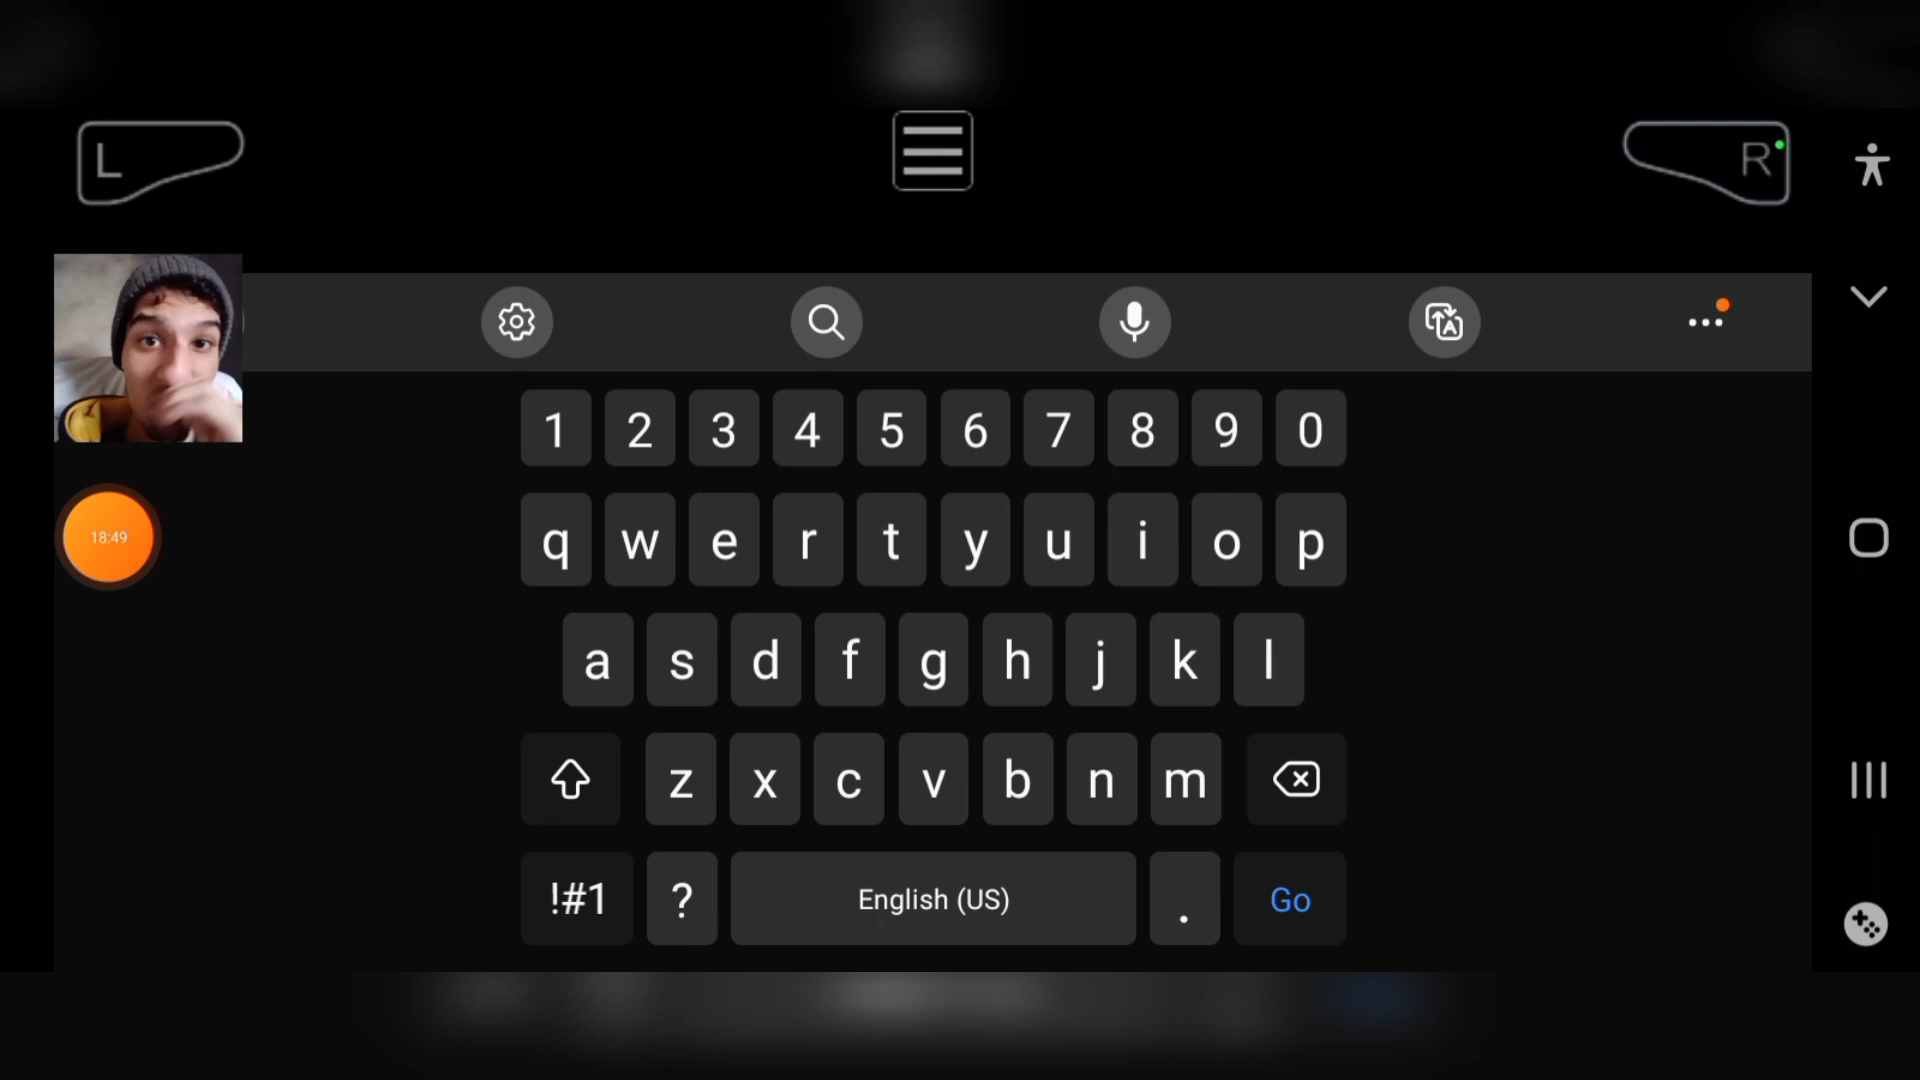 L
R
18:49
1 2 3 4 5 6 7 8 9 0
q w e r t y u i o p
a s d f g h j k l
z x c v b n m
!#1 ? English (US) . Go